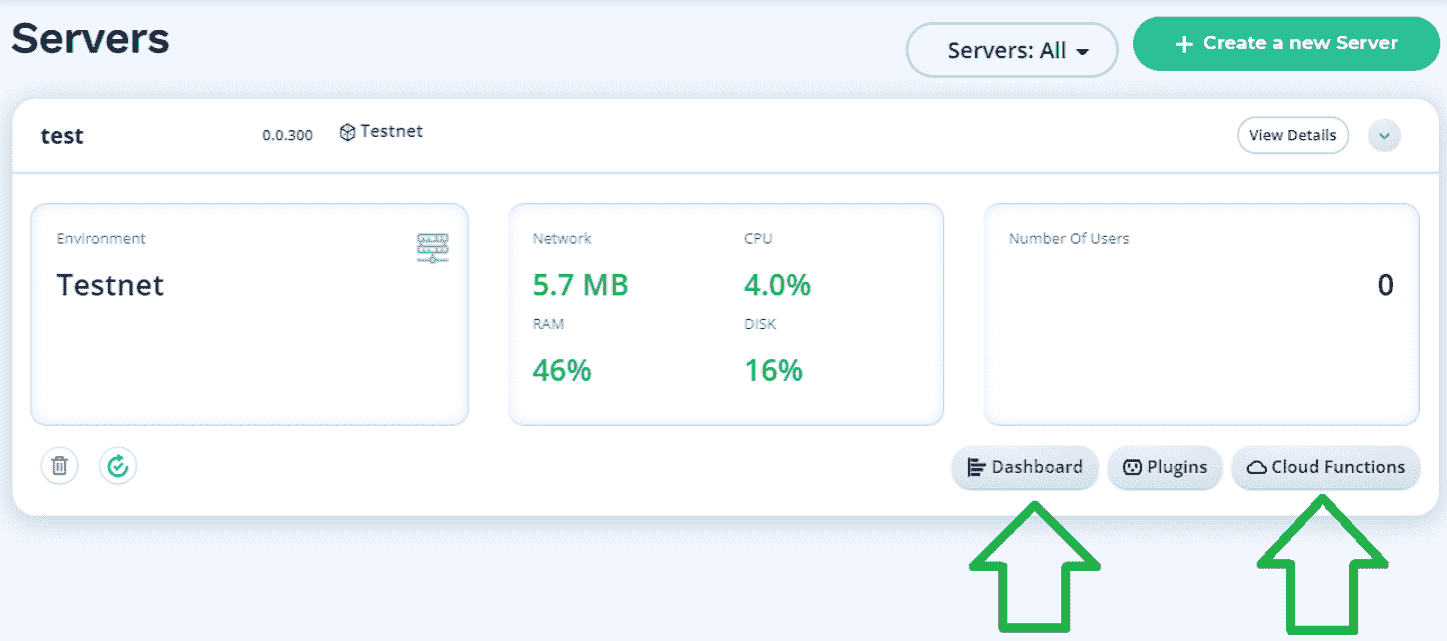 Servers
Servers: All
+ Create a new Server
test
0.0.300
Testnet
View Details
Environment
Testnet
Network
CPU
5.7 MB
4.0%
RAM
DISK
46%
16%
Number Of Users
0
Dashboard
Plugins
Cloud Functions